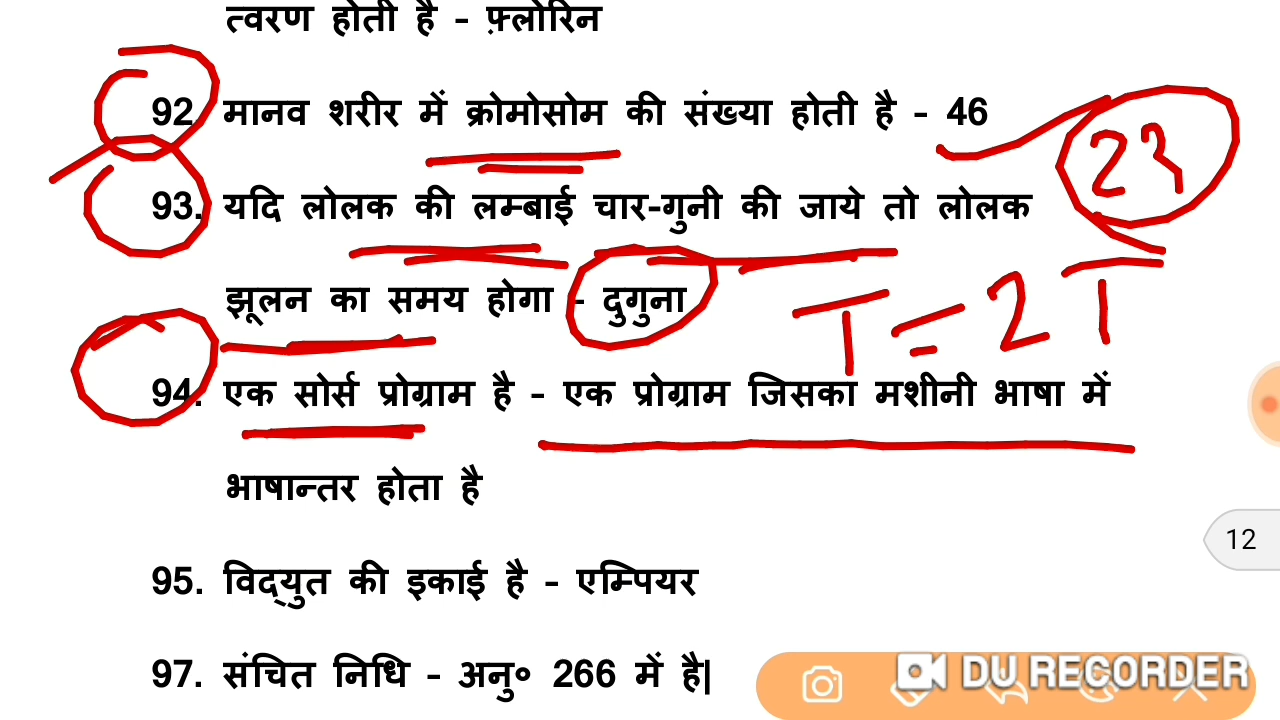 त्वरण होती है - फ़्लोरिन
92. मानव शरीर में क्रोमोसोम की संख्या होती है - 46
23
93. यदि लोलक की लम्बाई चार-गुनी की जाये तो लोलक
झूलन का समय होगा - दुगुना
T = 2 T
94. एक सोर्स प्रोग्राम है - एक प्रोग्राम जिसका मशीनी भाषा में
भाषान्तर होता है
12
95. विद्युत की इकाई है - एम्पियर
97. संचित निधि - अनु० 266 में है|
DU RECORDER